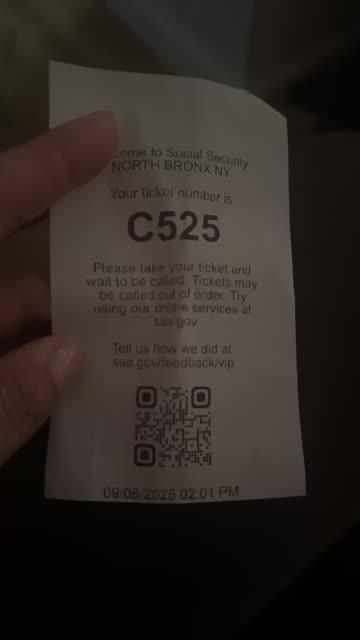 come to Social Security
NORTH BRONX NY
Your ticket number is
C525
Please take your ticket and
wait to be called. Tickets may
be called out of order. Try
using our online services at
ssa.gov
Tell us how we did at
ssa.gov/feedback/vip
09/08/2025 02:01 PM